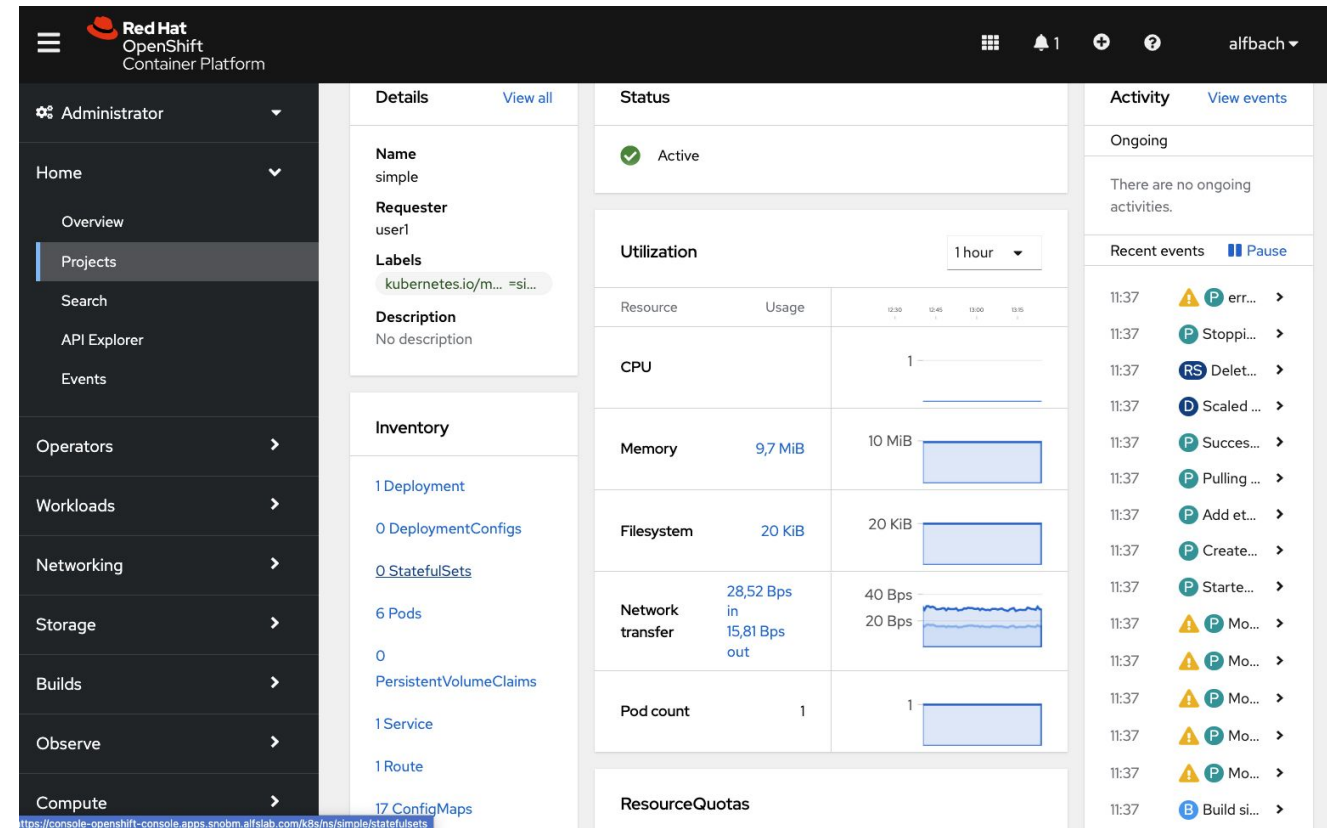 Red Hat
OpenShift
Container Platform
1
alfbach
Administrator
Home
Overview
Projects
Search
API Explorer
Events
Operators
Workloads
Networking
Storage
Builds
Observe
Compute
https://console-openshift-console.apps.snobm.alfslab.com/k8s/ns/simple/statefulsets
Details View all
Name
simple
Requester
user1
Labels
kubernetes.io/m... =si...
Description
No description
Inventory
1 Deployment
0 DeploymentConfigs
0 StatefulSets
6 Pods
0
PersistentVolumeClaims
1 Service
1 Route
17 ConfigMaps
Status
Active
Utilization 1 hour
Resource Usage 12:30 12:45 13:00 13:15
CPU 1
Memory 9,7 MiB 10 MiB
Filesystem 20 KiB 20 KiB
Network
transfer
28,52 Bps
in
15,81 Bps
out
40 Bps
20 Bps
Pod count 1 1
ResourceQuotas
Activity View events
Ongoing
There are no ongoing
activities.
Recent events Pause
11:37 P err...
11:37 P Stoppi...
11:37 RS Delet...
11:37 D Scaled ...
11:37 P Succes...
11:37 P Pulling ...
11:37 P Add et...
11:37 P Create...
11:37 P Starte...
11:37 P Mo...
11:37 P Mo...
11:37 P Mo...
11:37 P Mo...
11:37 P Mo...
11:37 B Build si...